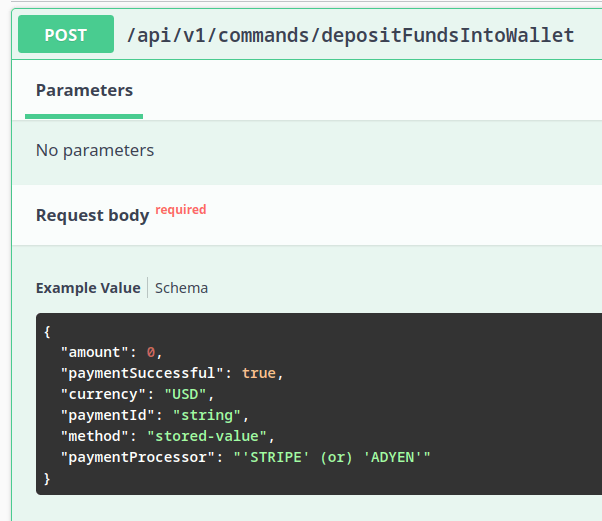 POST /api/v1/commands/depositFundsIntoWallet
Parameters
No parameters
Request body required
Example Value Schema
{
  "amount": 0,
  "paymentSuccessful": true,
  "currency": "USD",
  "paymentId": "string",
  "method": "stored-value",
  "paymentProcessor": "'STRIPE' (or) 'ADYEN'"
}